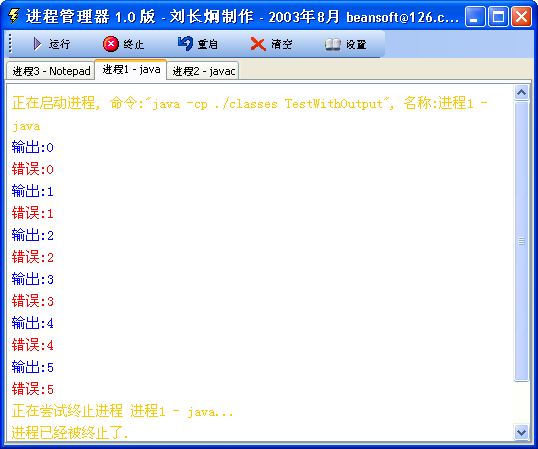 进程管理器 1.0 版 - 刘长炯制作 - 2003年8月 beansoft@126.c...
运行 终止 重启 清空 设置
进程3 - Notepad 进程1 - java 进程2 - javac
正在启动进程, 命令:"java -cp ./classes TestWithOutput", 名称:进程1 -
java
输出:0
错误:0
输出:1
错误:1
输出:2
错误:2
输出:3
错误:3
输出:4
错误:4
输出:5
错误:5
正在尝试终止进程 进程1 - java...
进程已经被终止了.